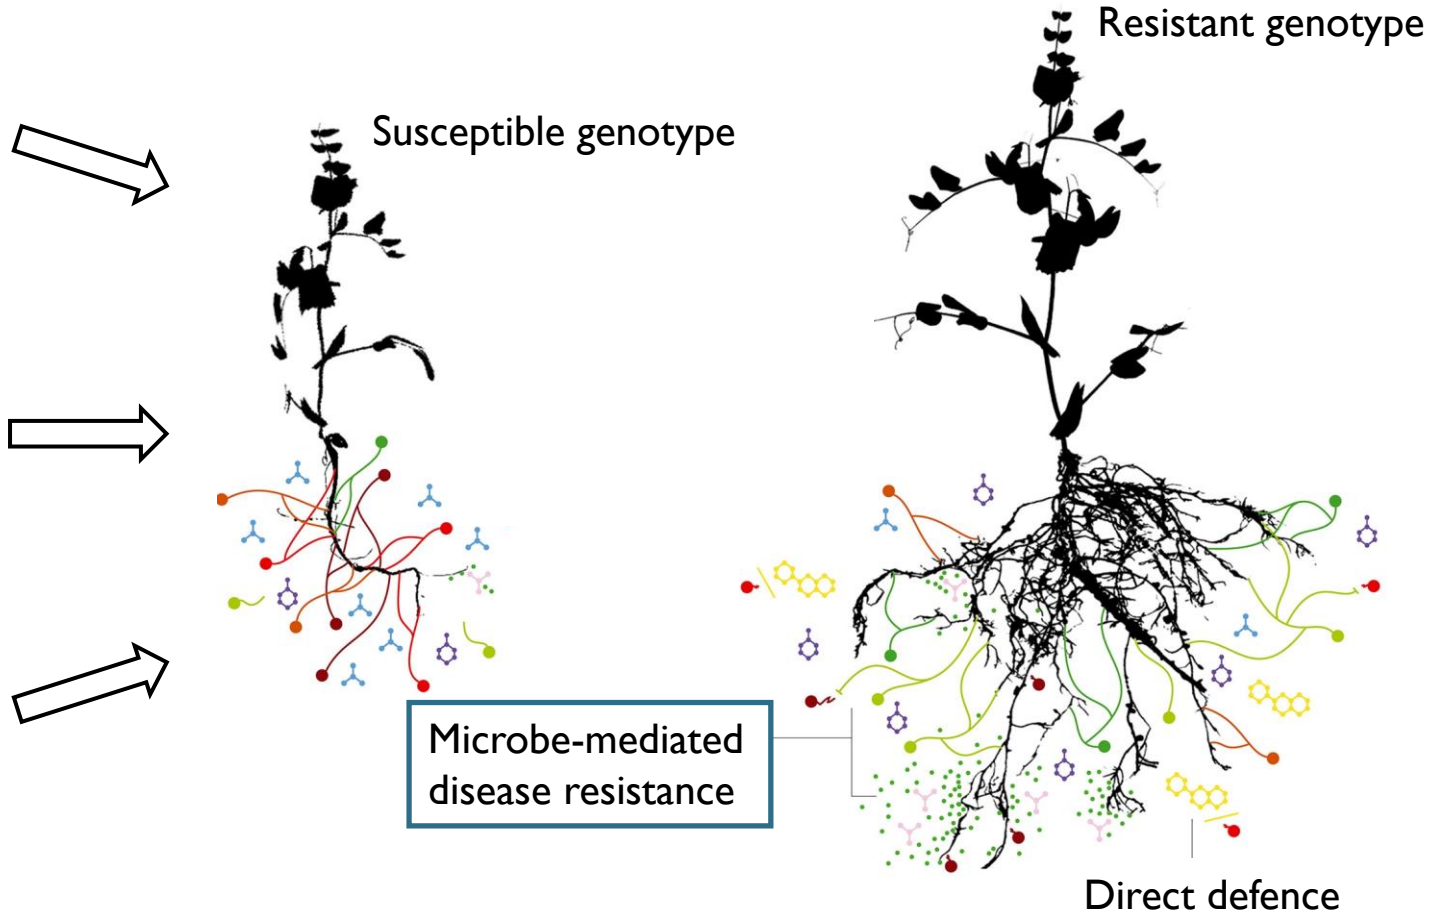 Resistant genotype
Susceptible genotype
Microbe-mediated
disease resistance
Direct defence